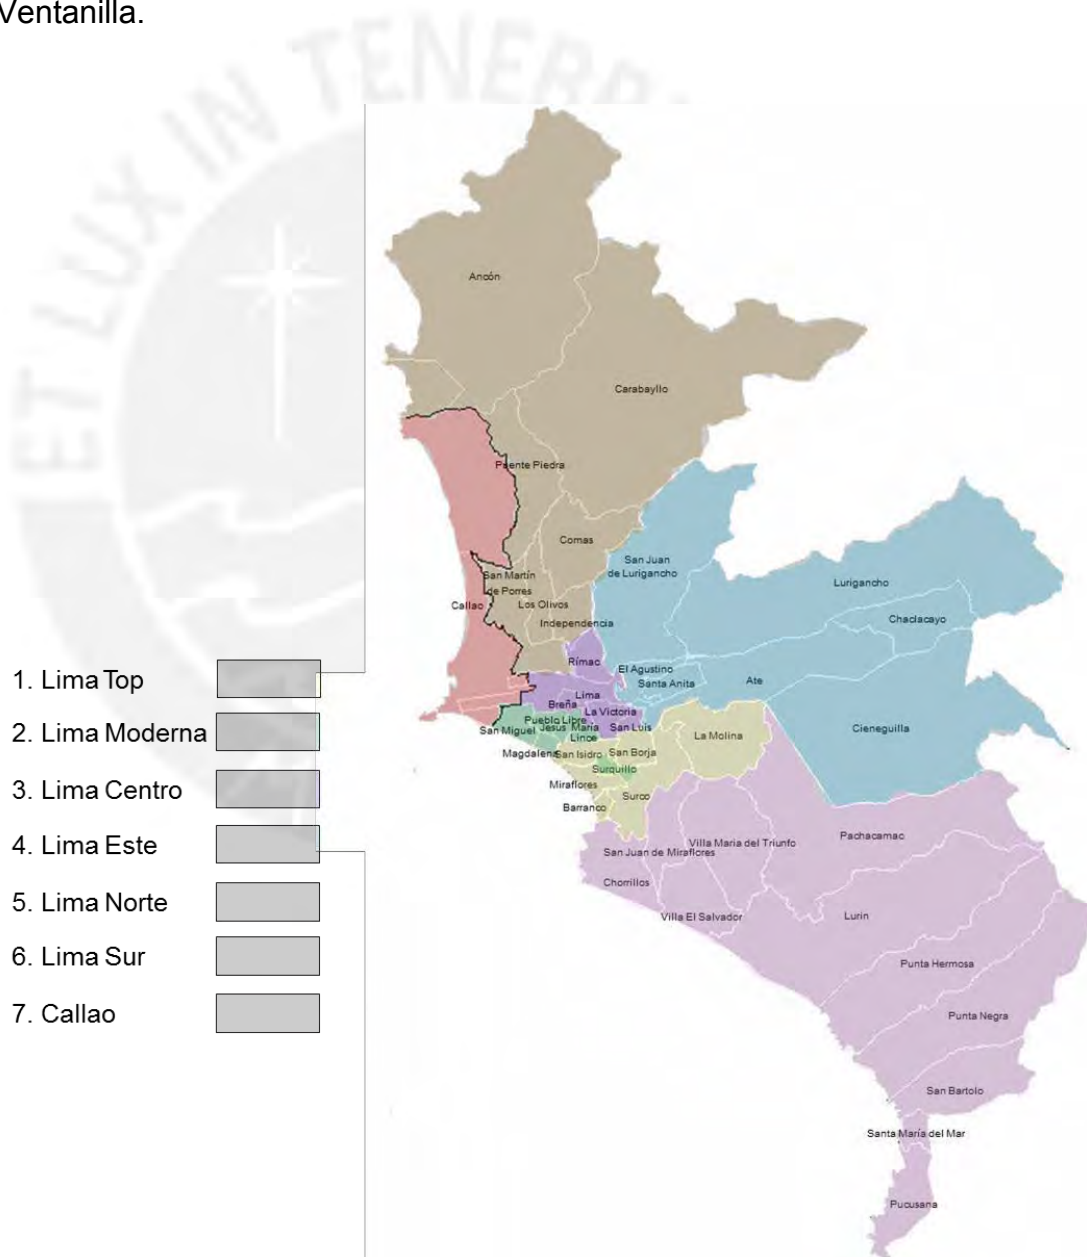 Ventanilla.
ET LUX IN TENEBR
Ancón
Carabayllo
Puente Piedra
Comas
San Juan
de Lurigancho
San Martín
de Porres
Lurigancho
Callao
Los Olivos
Chaclacayo
Independencia
Rímac
El Agustino
Santa Anita
Ate
Lima
Breña
La Victoria
Pueblo Libre
San Miguel
Jesus María
San Luis
Lince
Cieneguilla
La Molina
Magdalena
San Isidro
San Borja
Surquillo
Miraflores
Surco
Barranco
Pachacamac
Villa Maria del Triunfo
San Juan de Miraflores
Chorrillos
Villa El Salvador
Lurin
Punta Hermosa
Punta Negra
San Bartolo
Santa María del Mar
Pucusana
1. Lima Top
2. Lima Moderna
3. Lima Centro
4. Lima Este
5. Lima Norte
6. Lima Sur
7. Callao